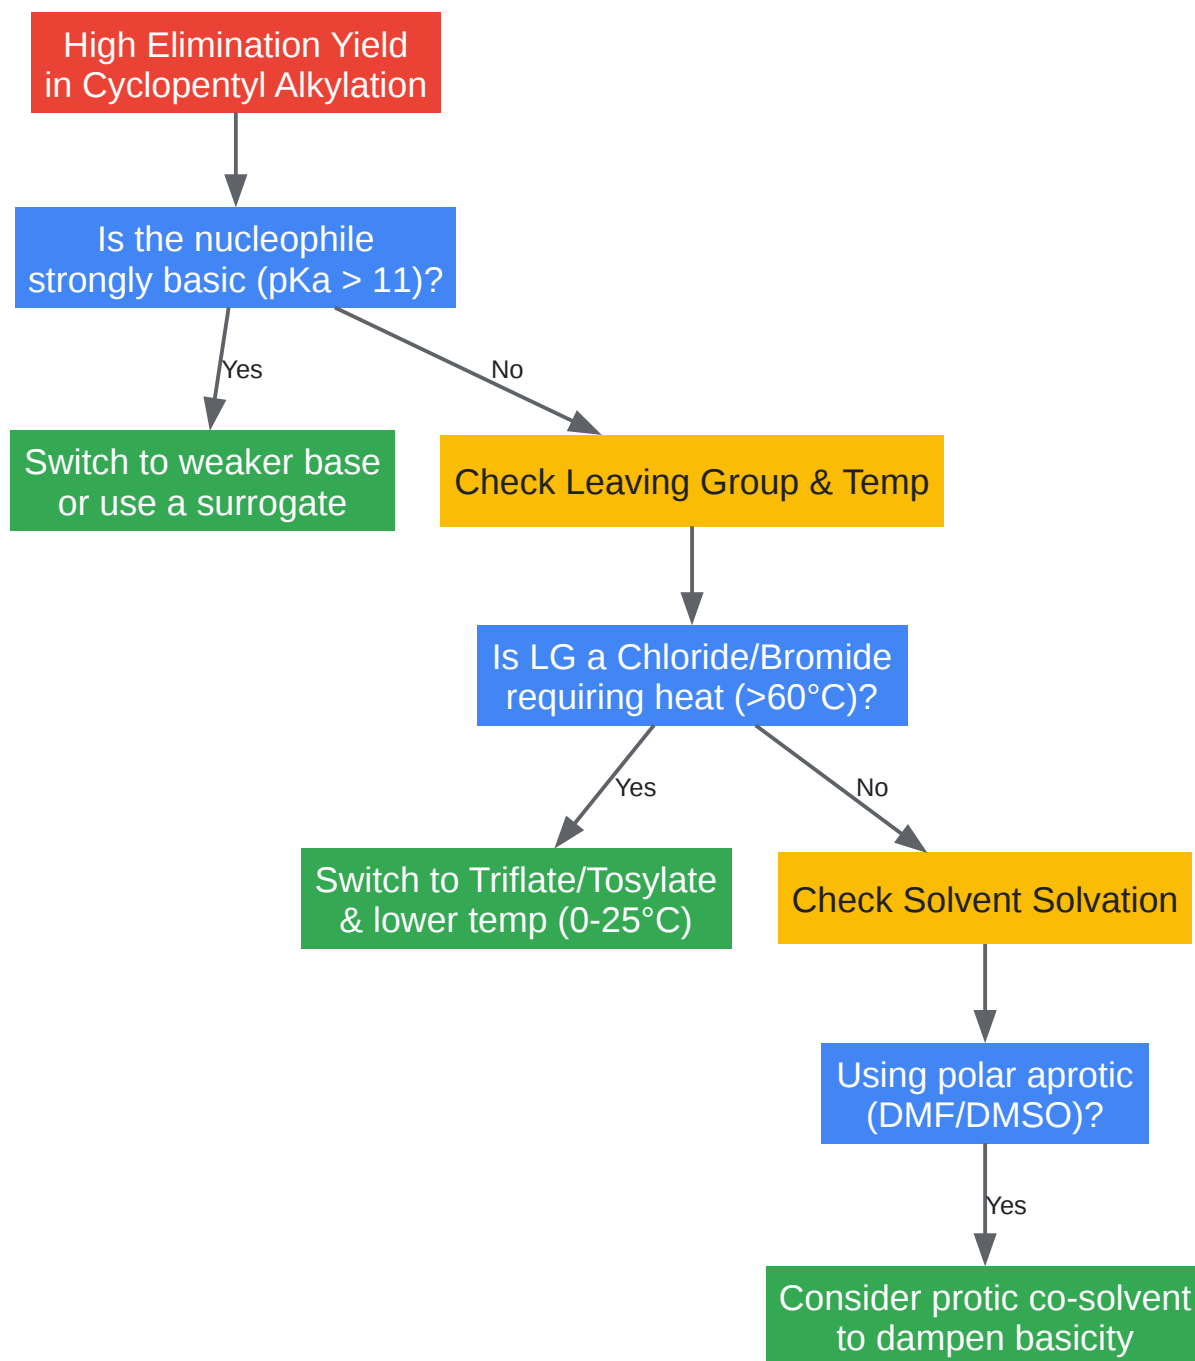 High Elimination Yield
in Cyclopentyl Alkylation
Is the nucleophile
strongly basic (pKa > 11)?
Yes
No
Switch to weaker base
or use a surrogate
Check Leaving Group & Temp
Is LG a Chloride/Bromide
requiring heat (>60°C)?
Yes
No
Switch to Triflate/Tosylate
& lower temp (0-25°C)
Check Solvent Solvation
Using polar aprotic
(DMF/DMSO)?
Yes
Consider protic co-solvent
to dampen basicity